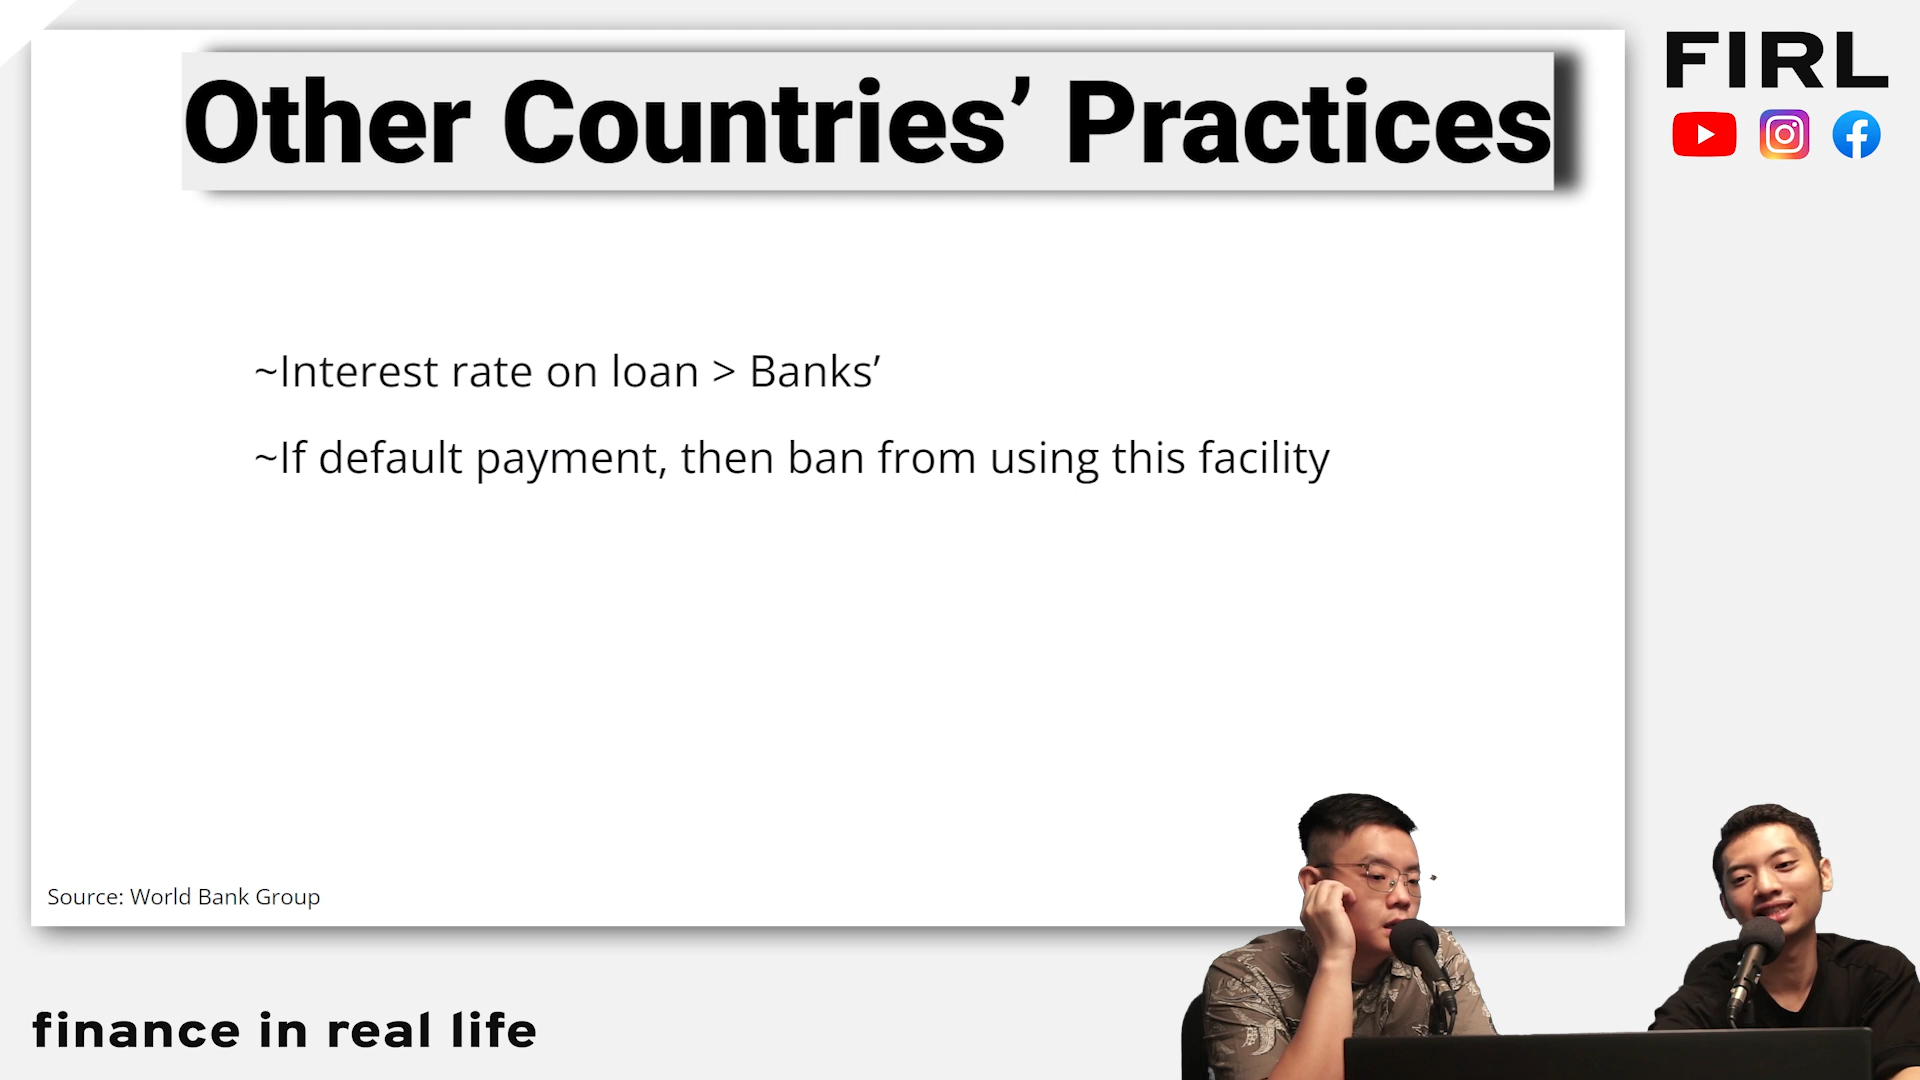 Other Countries’ Practices
FIRL
~Interest rate on loan > Banks’
~If default payment, then ban from using this facility
Source: World Bank Group
finance in real life